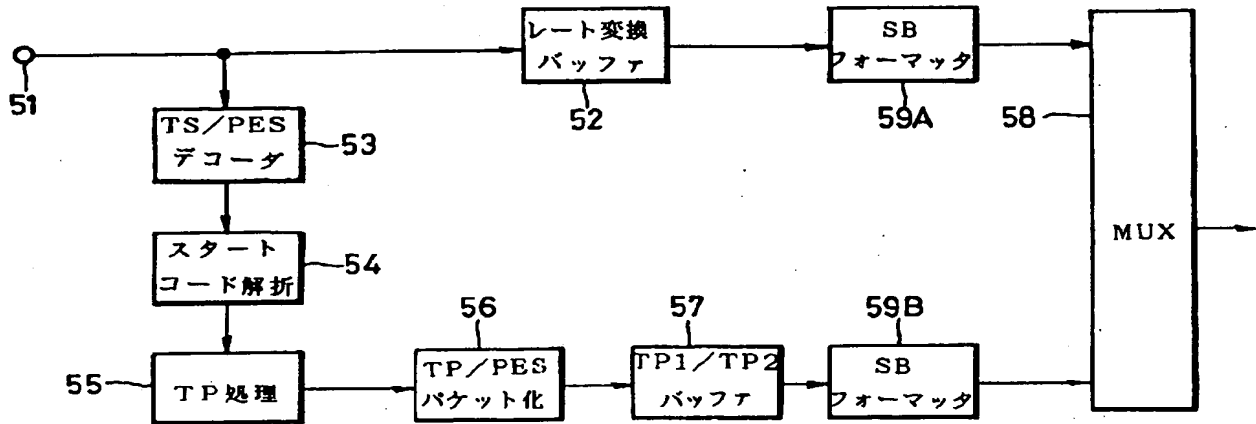 51
レート変換
バッファ
52
SB
フォーマッタ
59A
58
MUX
TS/PES
デコーダ
53
スタート
コード解折
54
55
TP処理
56
TP/PES
パケット化
57
TP1/TP2
バッファ
59B
SB
フォーマッタ